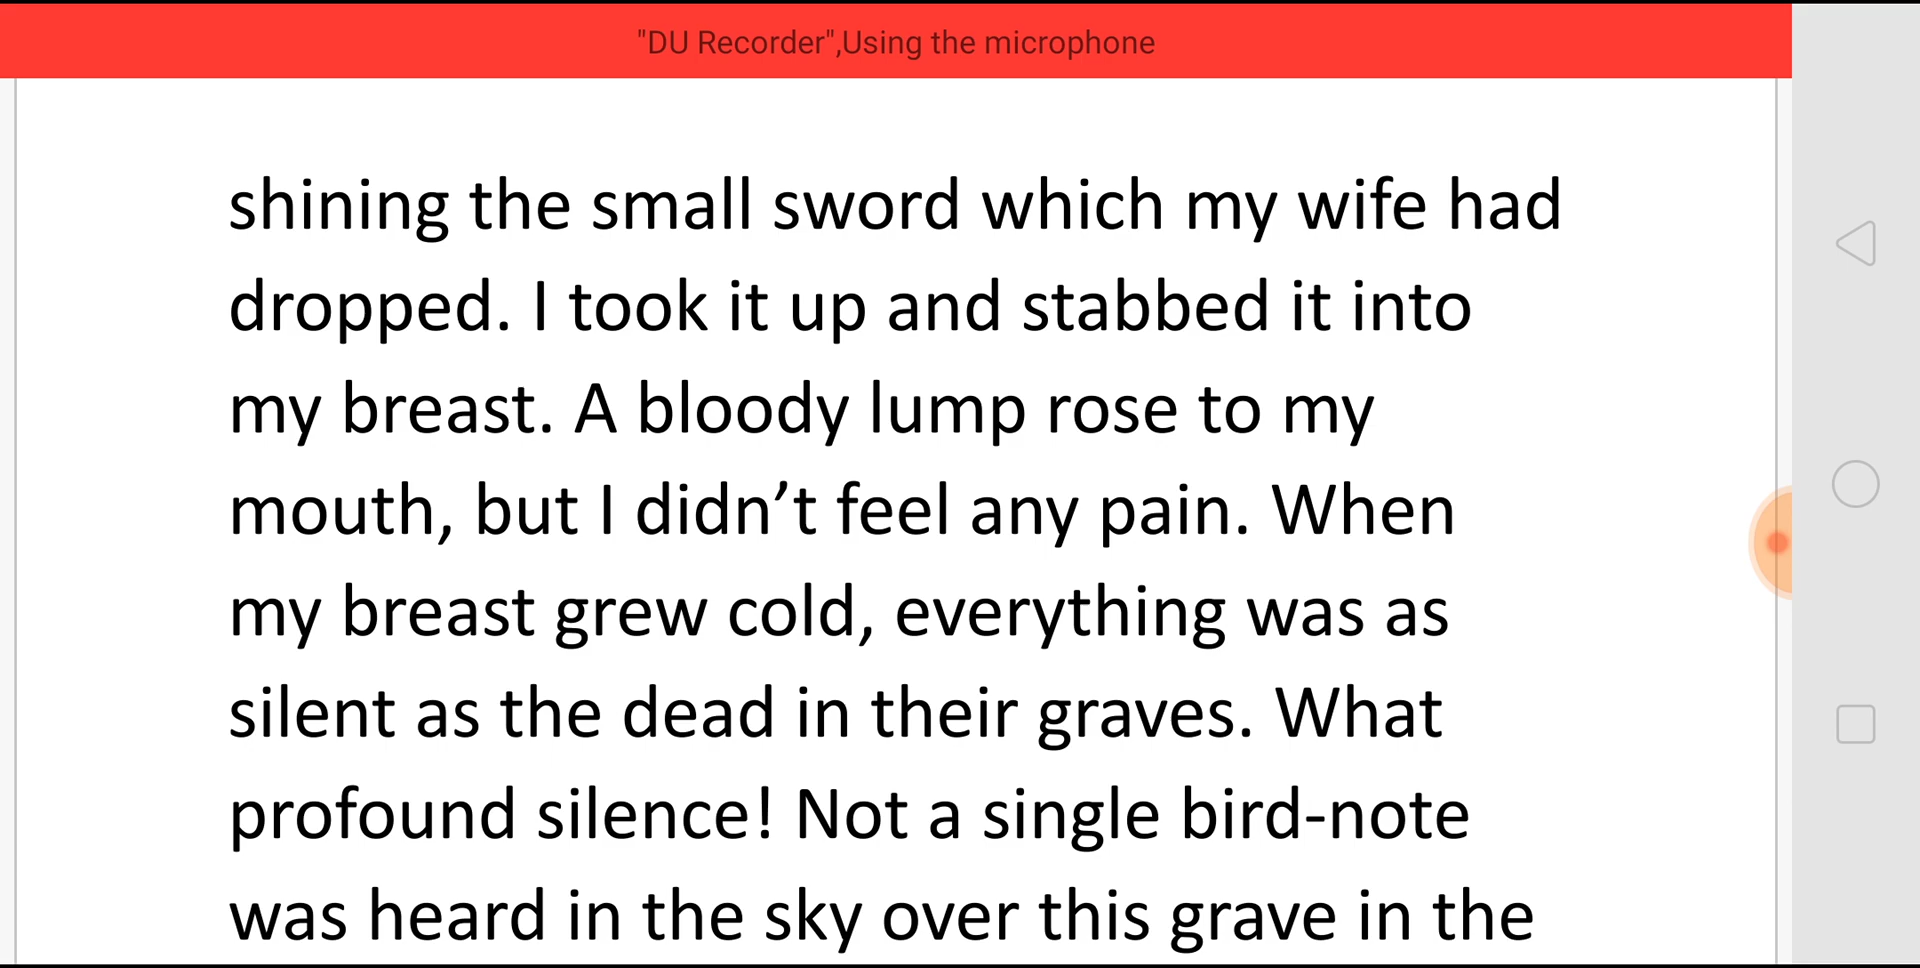 "DU Recorder",Using the microphone
shining the small sword which my wife had
dropped. I took it up and stabbed it into
my breast. A bloody lump rose to my
mouth, but I didn’t feel any pain. When
my breast grew cold, everything was as
silent as the dead in their graves. What
profound silence! Not a single bird-note
was heard in the sky over this grave in the